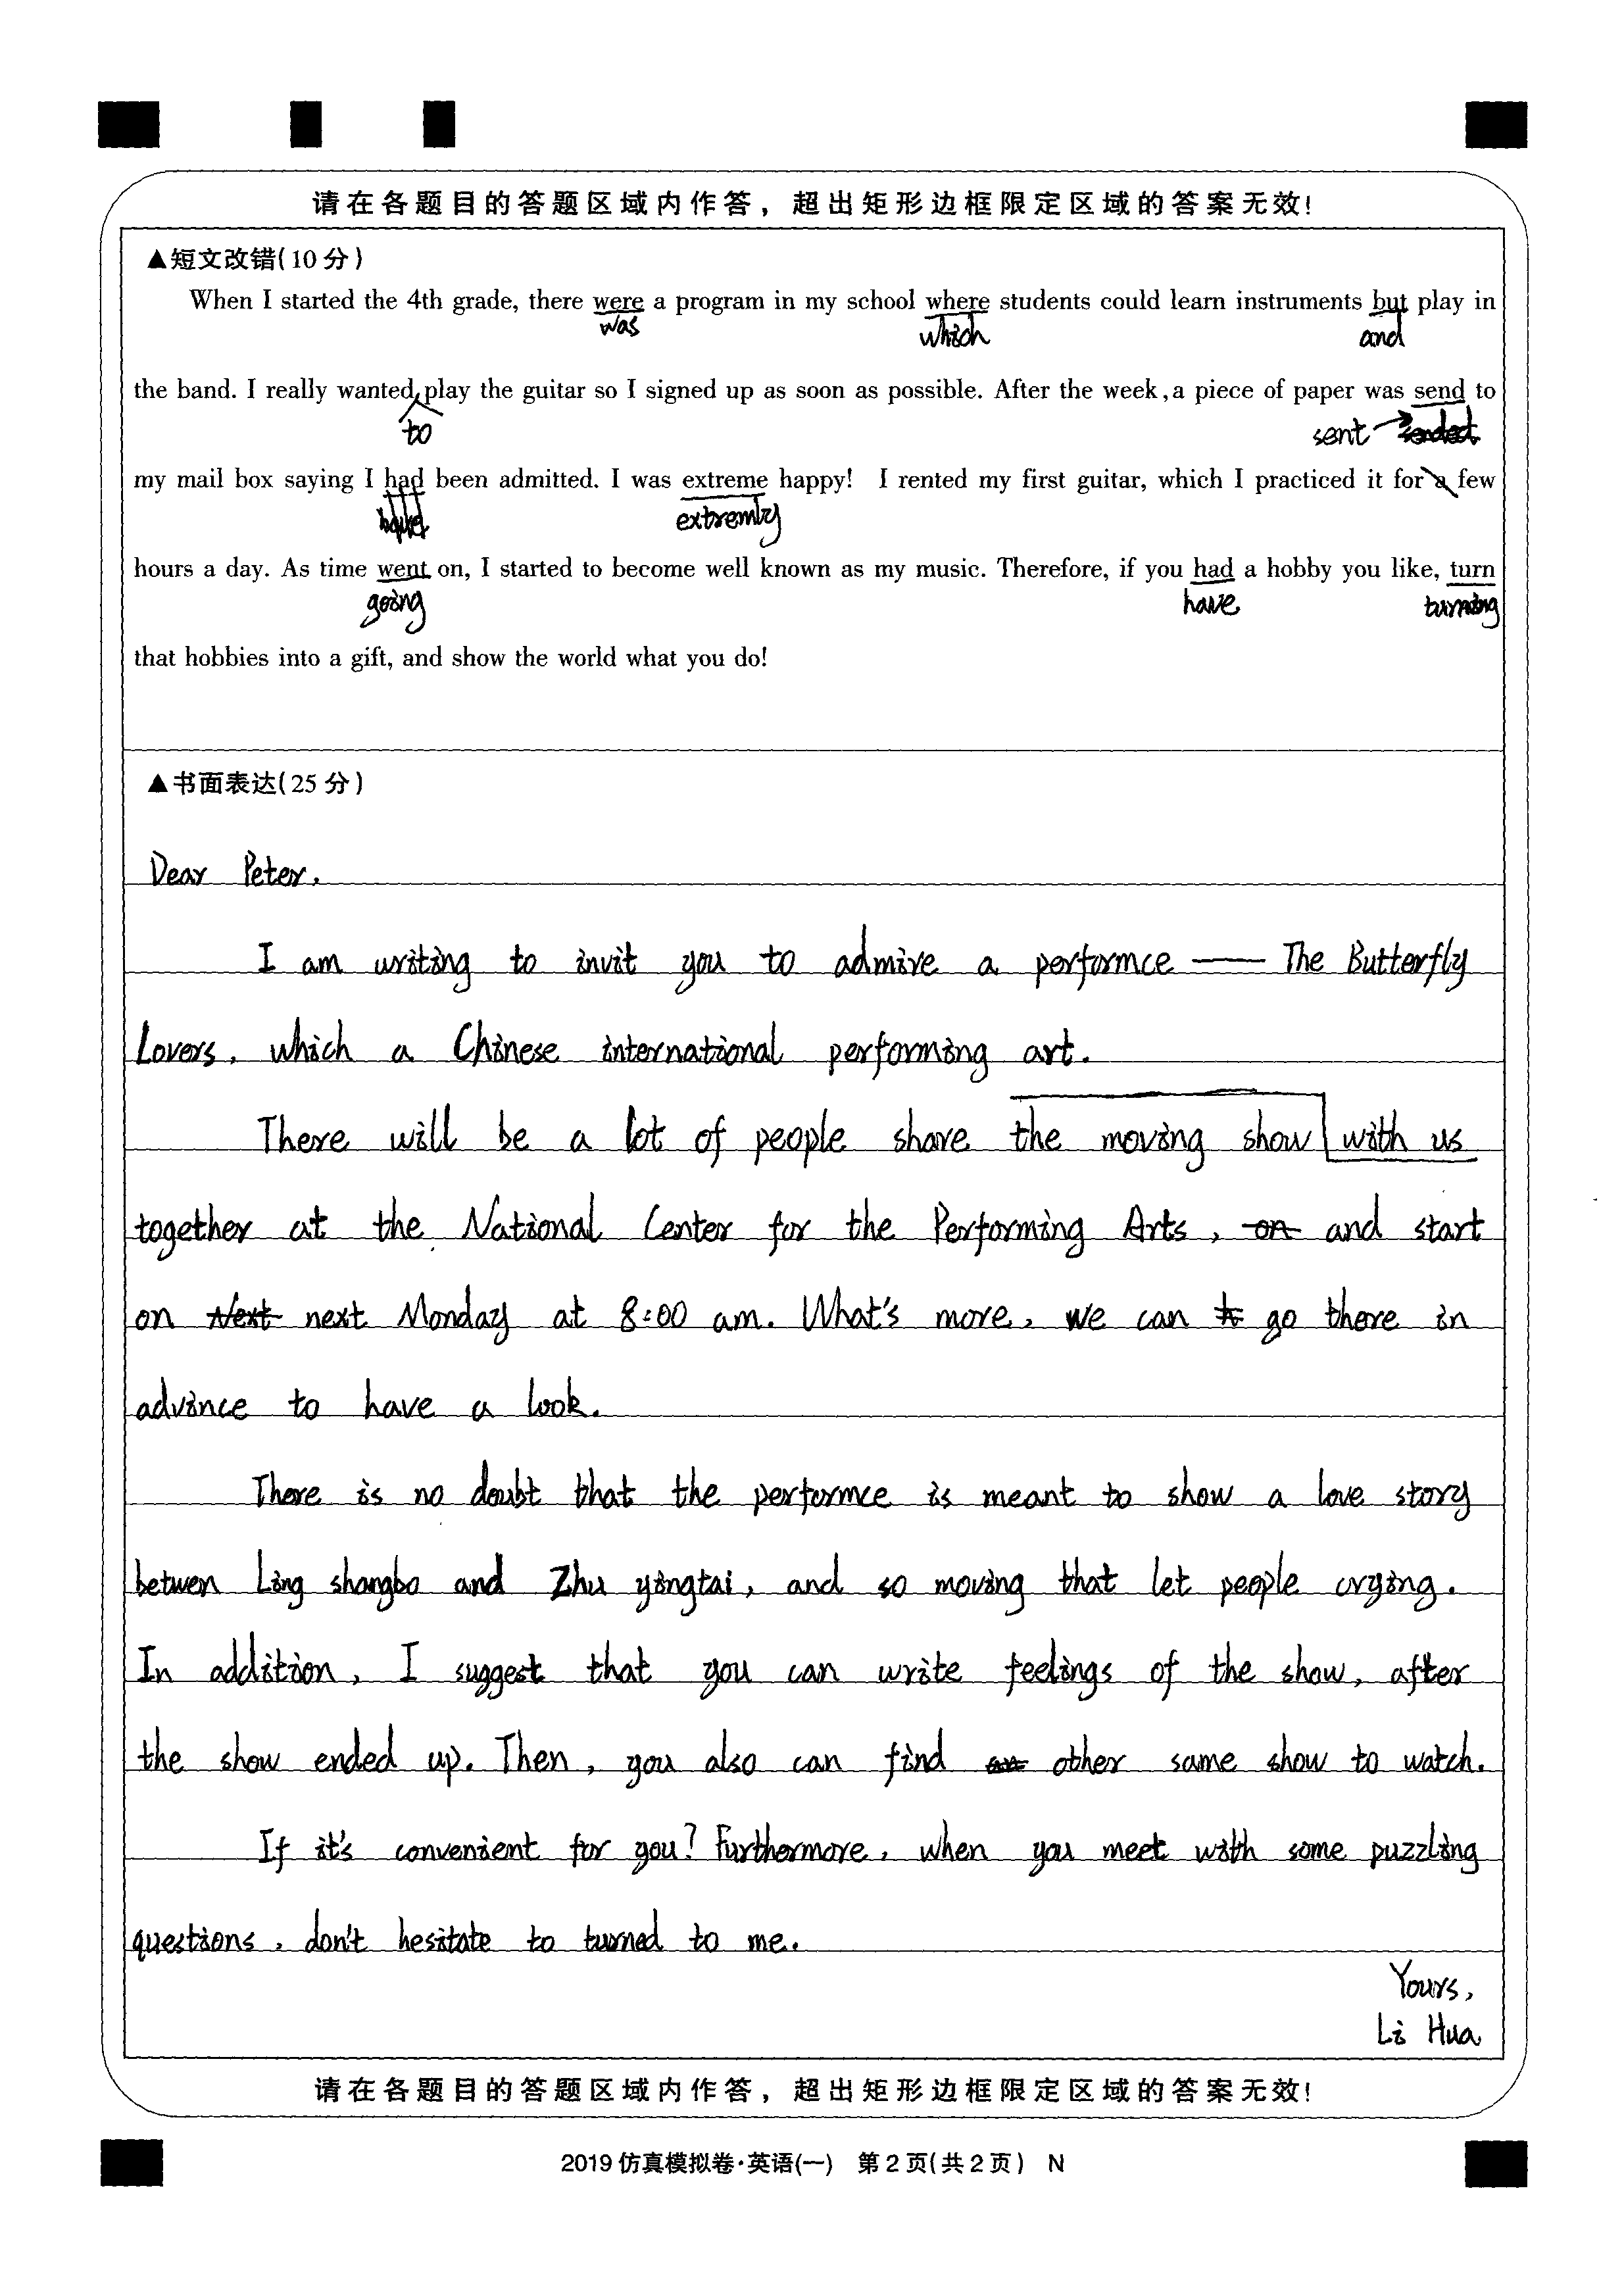 请在各题目的答题区域内作答，超出矩形边框限定区域的答案无效！
▲短文改错(10分)
When I started the 4th grade, there were a program in my school where students could learn instruments but play in
was which and
the band. I really wanted play the guitar so I signed up as soon as possible. After the week, a piece of paper was send to
to sent sended
my mail box saying I had been admitted. I was extreme happy! I rented my first guitar, which I practiced it for a few
extremly
hours a day. As time went on, I started to become well known as my music. Therefore, if you had a hobby you like, turn
going have turning
that hobbies into a gift, and show the world what you do!
▲书面表达(25分)
Dear Peter,
I am writing to invit you to admire a performce —— The Butterfly
Lovers, which a Chinese international performing art.
There will be a lot of people share the moving show with us
together at the National Center for the Performing Arts, on and start
on Next next Monday at 8:00 am. What's more, we can go there in
advance to have a look.
There is no doubt that the performce is meant to show a love story
betwen Ling shangbo and Zhu yingtai, and so moving that let people crying.
In addition, I suggest that you can write feelings of the show, after
the show ended up. Then, you also can find other same show to watch.
If it's convenient for you? Furthermore, when you meet with some puzzling
questions, don't hesitate to turned to me.
Yours,
Li Hua
请在各题目的答题区域内作答，超出矩形边框限定区域的答案无效！
2019仿真模拟卷·英语(一) 第2页(共2页) N